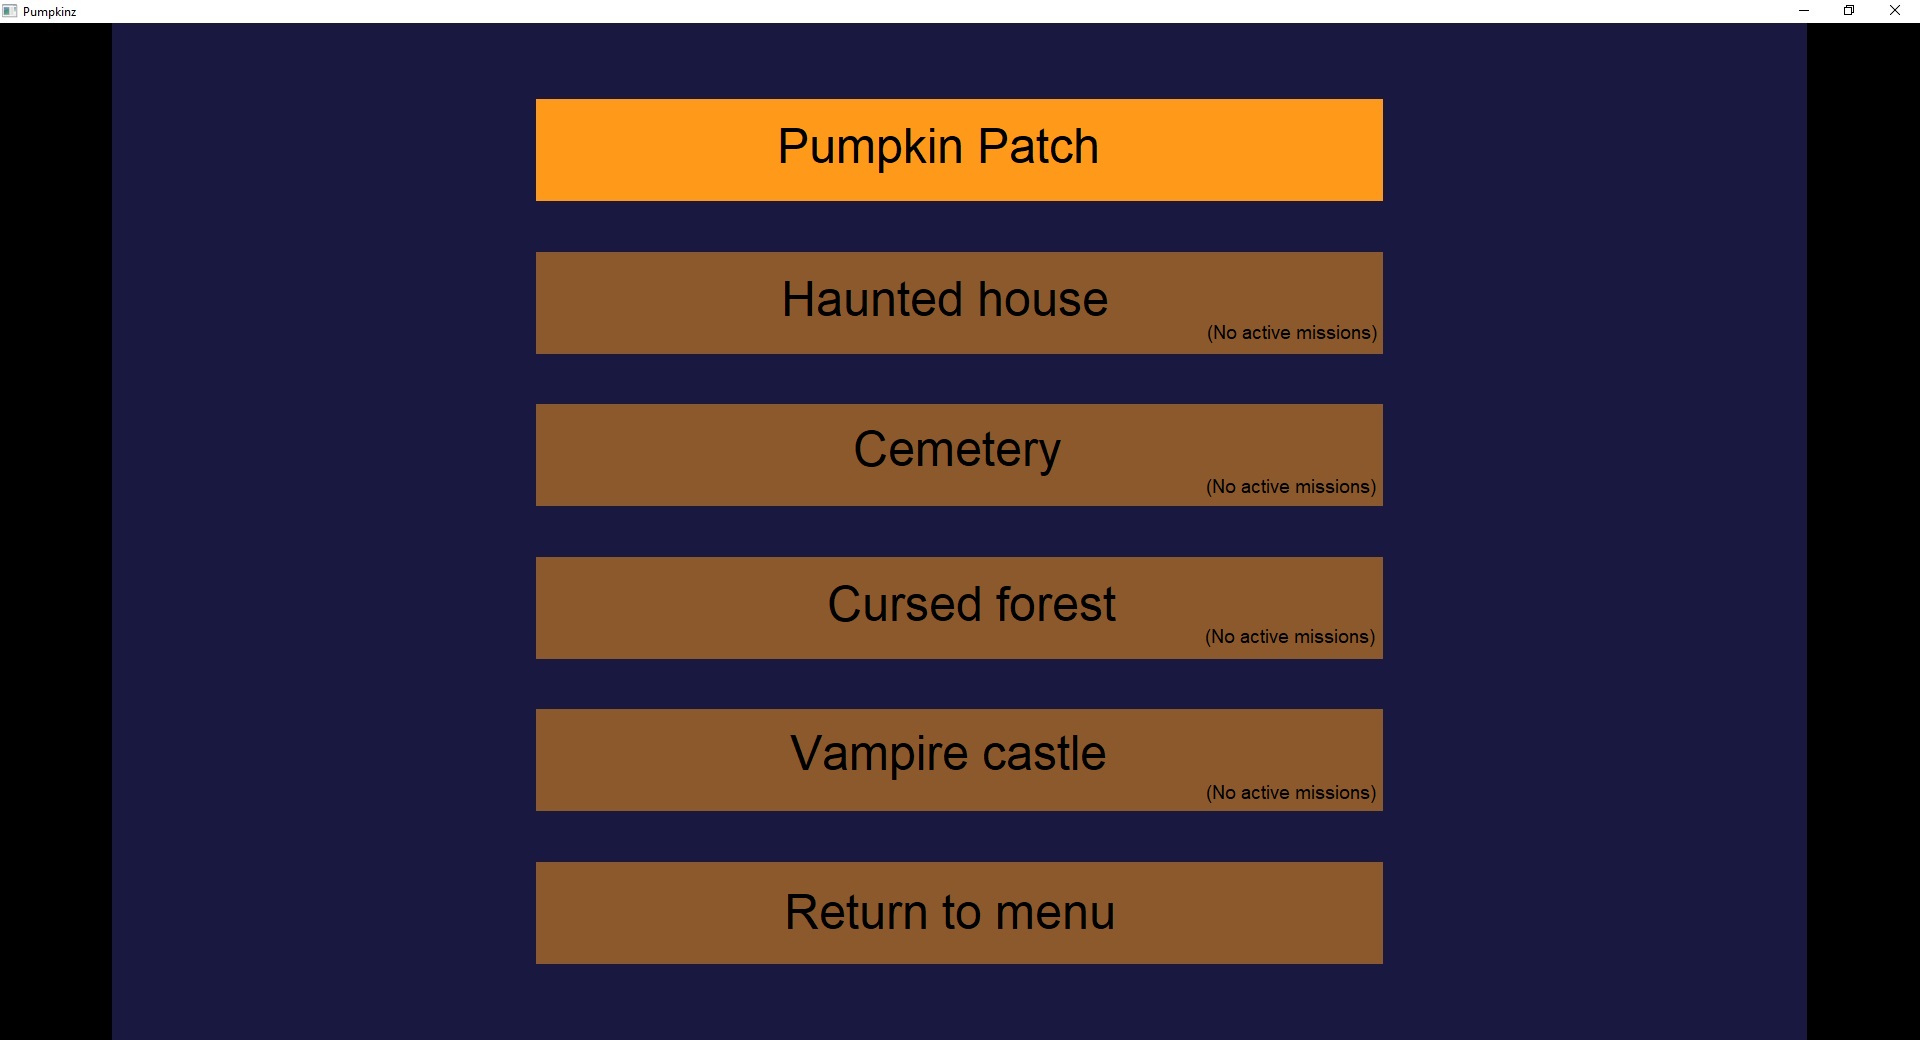 Pumpkinz
Pumpkin Patch
Haunted house
(No active missions)
Cemetery
(No active missions)
Cursed forest
(No active missions)
Vampire castle
(No active missions)
Return to menu